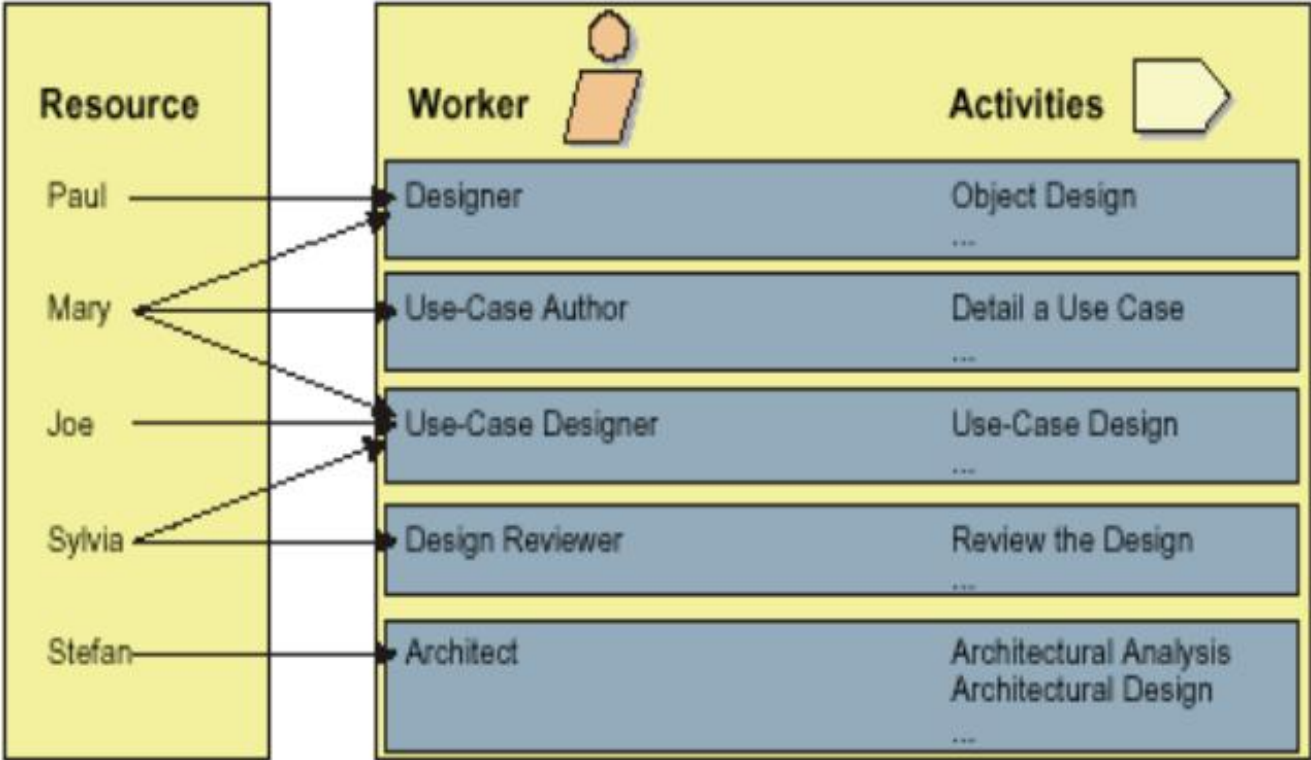 Resource Worker Activities
Paul Designer Object Design
...
Mary Use-Case Author Detail a Use Case
...
Joe Use-Case Designer Use-Case Design
...
Sylvia Design Reviewer Review the Design
...
Stefan Architect Architectural Analysis
Architectural Design
...